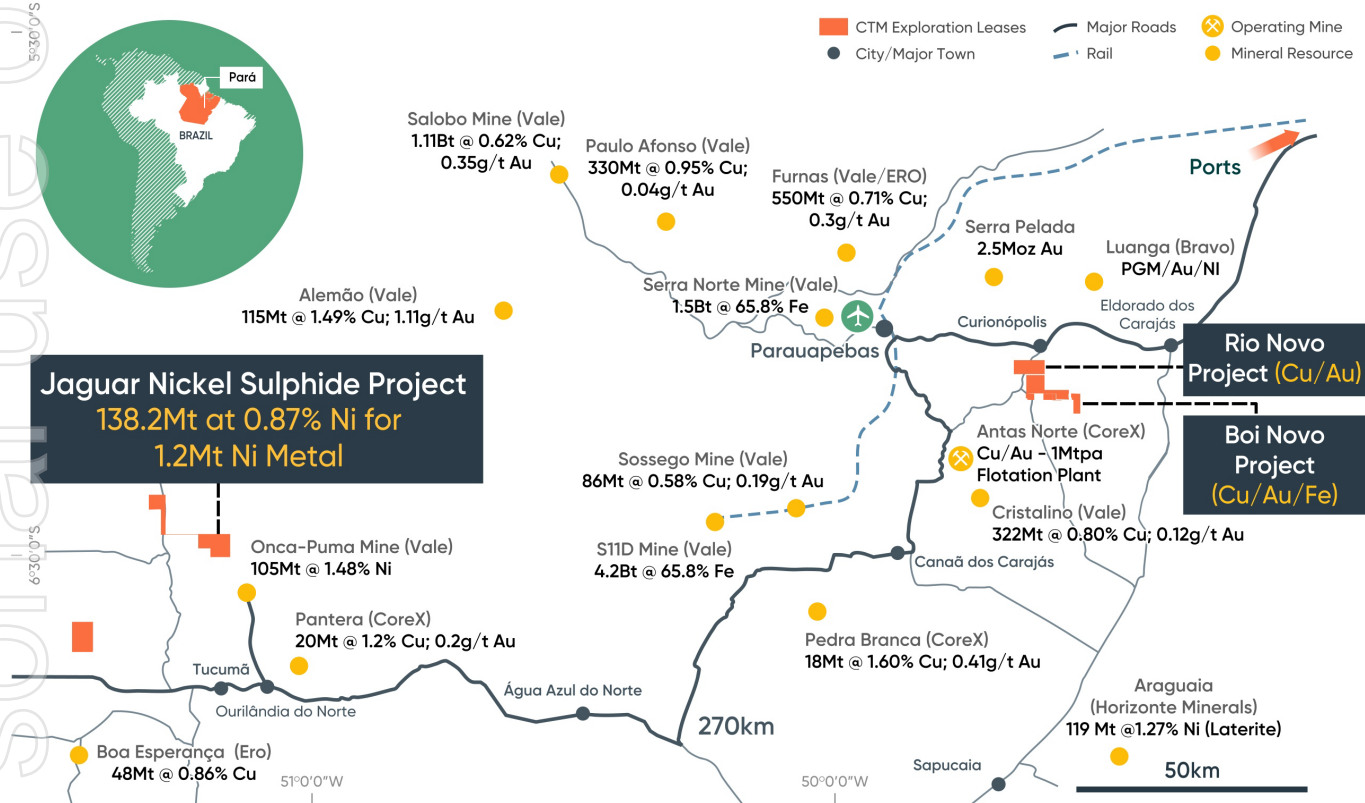 CTM Exploration Leases
Major Roads
Operating Mine
City/Major Town
Rail
Mineral Resource
5°30'0"S
Pará
BRAZIL
Salobo Mine (Vale)
1.11Bt @ 0.62% Cu;
0.35g/t Au
Paulo Afonso (Vale)
330Mt @ 0.95% Cu;
0.04g/t Au
Furnas (Vale/ERO)
550Mt @ 0.71% Cu;
0.3g/t Au
Ports
Serra Pelada
2.5Moz Au
Luanga (Bravo)
PGM/Au/NI
Serra Norte Mine (Vale)
1.5Bt @ 65.8% Fe
Alemão (Vale)
115Mt @ 1.49% Cu; 1.11g/t Au
Parauapebas
Curionópolis
Eldorado dos
Carajás
Rio Novo
Project (Cu/Au)
Boi Novo
Project
(Cu/Au/Fe)
Jaguar Nickel Sulphide Project
138.2Mt at 0.87% Ni for
1.2Mt Ni Metal
Antas Norte (CoreX)
Cu/Au - 1Mtpa
Flotation Plant
Sossego Mine (Vale)
86Mt @ 0.58% Cu; 0.19g/t Au
Cristalino (Vale)
322Mt @ 0.80% Cu; 0.12g/t Au
6°30'0"S
Onca-Puma Mine (Vale)
105Mt @ 1.48% Ni
S11D Mine (Vale)
4.2Bt @ 65.8% Fe
Canaã dos Carajás
Pantera (CoreX)
20Mt @ 1.2% Cu; 0.2g/t Au
Pedra Branca (CoreX)
18Mt @ 1.60% Cu; 0.41g/t Au
Tucumã
Ourilândia do Norte
Água Azul do Norte
270km
Araguaia
(Horizonte Minerals)
119 Mt @1.27% Ni (Laterite)
Boa Esperança (Ero)
48Mt @ 0.86% Cu
51°0'0"W
50°0'0"W
Sapucaia
50km